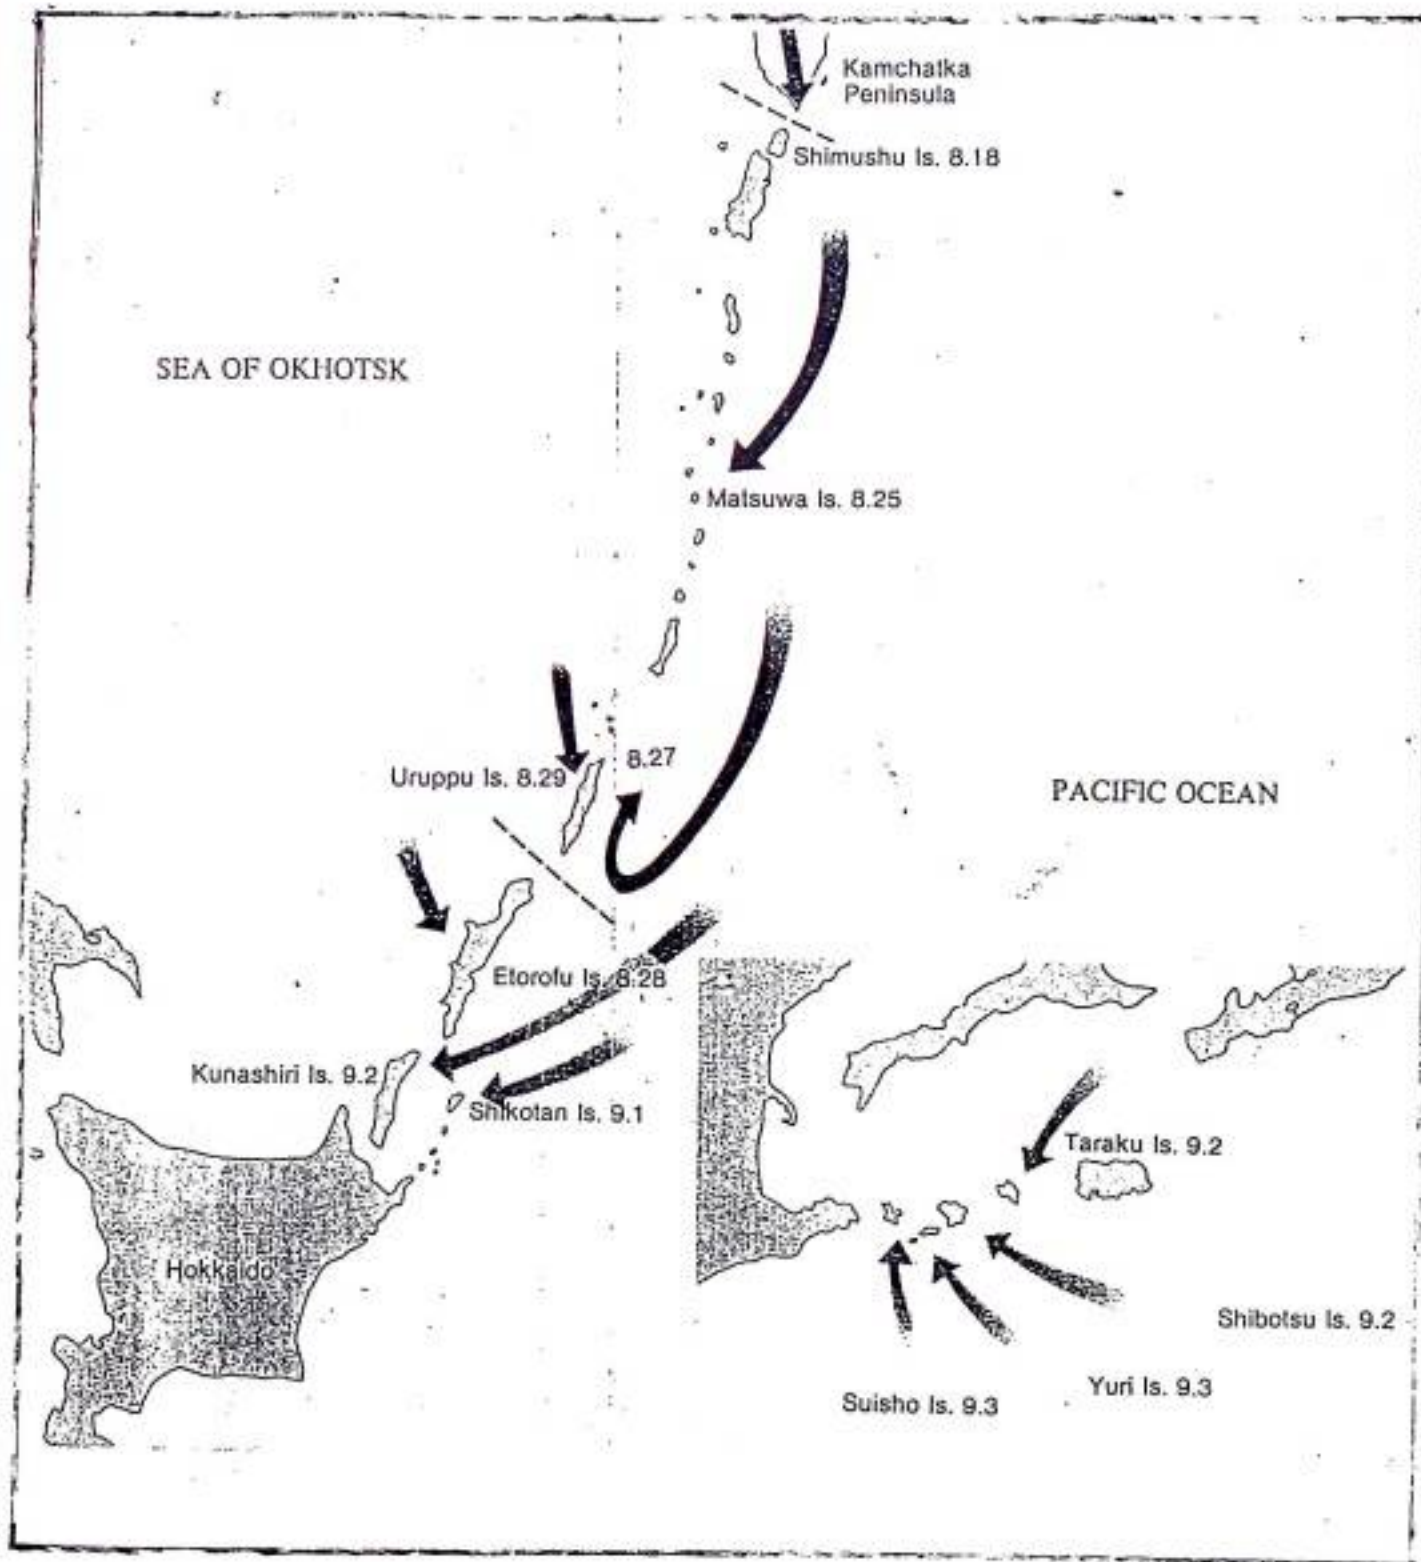 Kamchatka
Peninsula
Shimushu Is. 8.18
SEA OF OKHOTSK
Matsuwa Is. 8.25
8.27
Uruppu Is. 8.29
PACIFIC OCEAN
Etorofu Is. 8.28
Kunashiri Is. 9.2
Shikotan Is. 9.1
Taraku Is. 9.2
Hokkaido
Shibotsu Is. 9.2
Yuri Is. 9.3
Suisho Is. 9.3